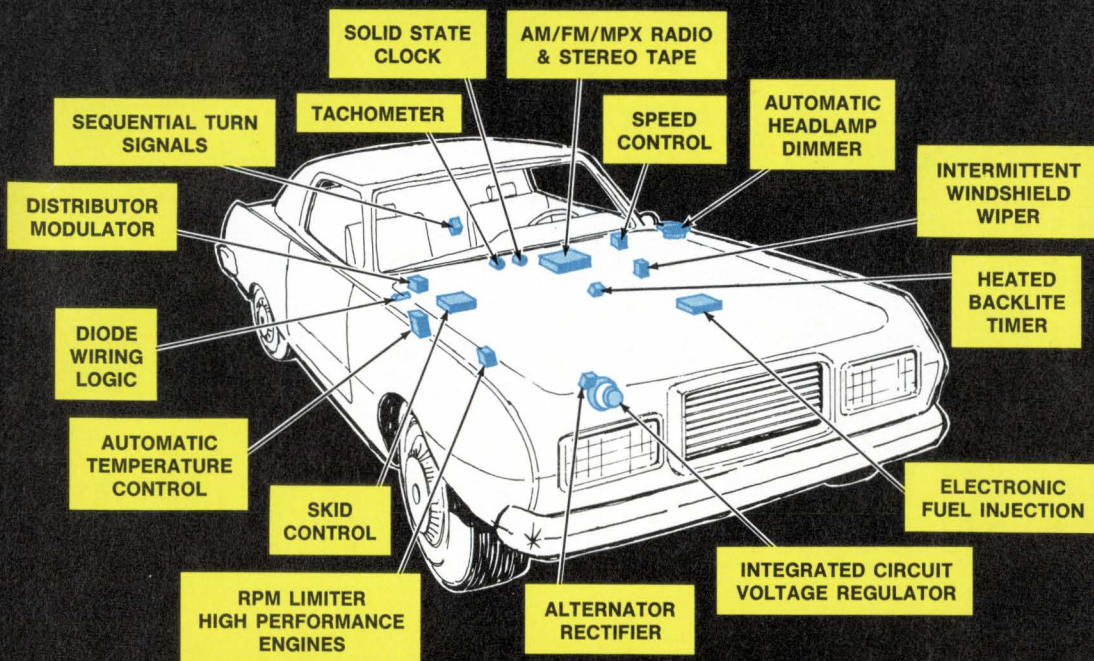 SOLID STATE
CLOCK
AM/FM/MPX RADIO
& STEREO TAPE
SEQUENTIAL TURN
SIGNALS
TACHOMETER
SPEED
CONTROL
AUTOMATIC
HEADLAMP
DIMMER
DISTRIBUTOR
MODULATOR
INTERMITTENT
WINDSHIELD
WIPER
DIODE
WIRING
LOGIC
HEATED
BACKLITE
TIMER
AUTOMATIC
TEMPERATURE
CONTROL
SKID
CONTROL
ELECTRONIC
FUEL INJECTION
RPM LIMITER
HIGH PERFORMANCE
ENGINES
ALTERNATOR
RECTIFIER
INTEGRATED CIRCUIT
VOLTAGE REGULATOR